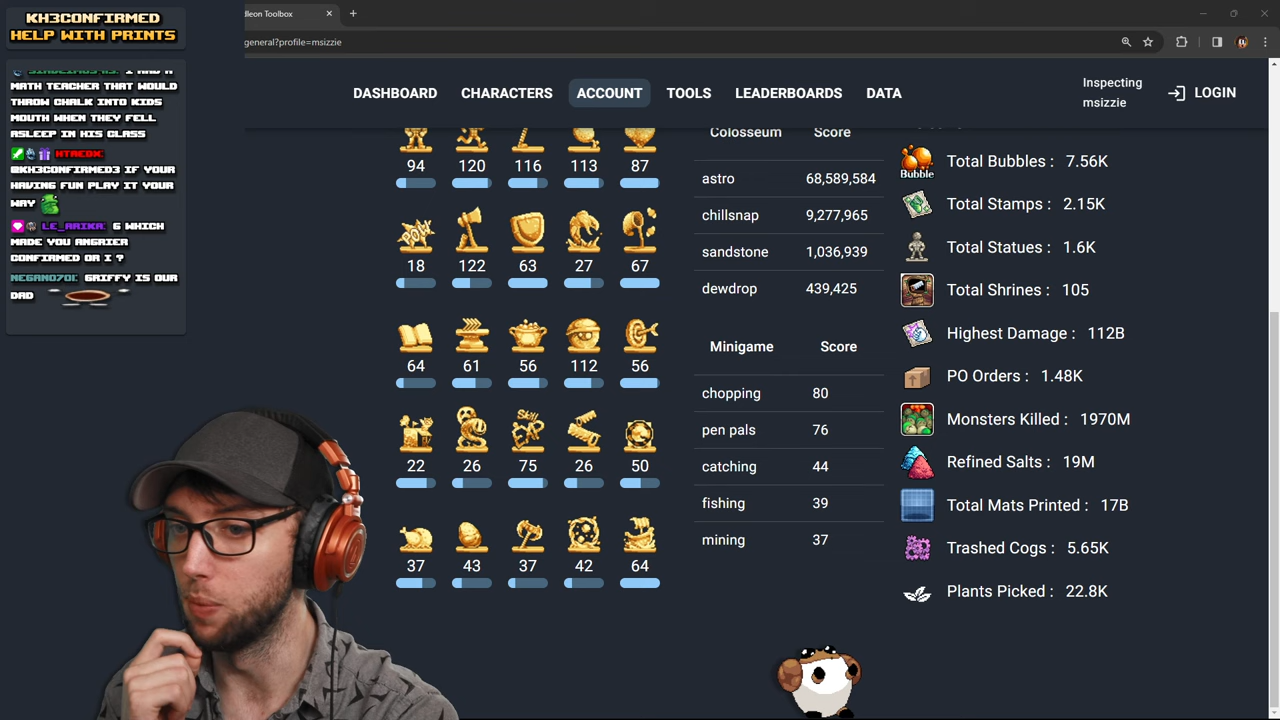 KH3CONFIRMED
HELP WITH PRINTS
I HAD A
MATH TEACHER THAT WOULD
THROW CHALK INTO KIDS
MOUTH WHEN THEY FELL
ASLEEP IN HIS CLASS
HTREDX:
@KH3CONFIRMED3 IF YOUR
HAVING FUN PLAY IT YOUR
WAY
LE_ARIKA: G WHICH
MADE YOU ANGRIER
CONFIRMED OR I ?
NEGANO701: GRIFFY IS OUR
DAD
dleon Toolbox
general?profile=msizzie
DASHBOARD CHARACTERS ACCOUNT TOOLS LEADERBOARDS DATA
Inspecting
msizzie
LOGIN
94 120 116 113 87
18 122 63 27 67
64 61 56 112 56
22 26 75 26 50
37 43 37 42 64
Colosseum Score
astro 68,589,584
chillsnap 9,277,965
sandstone 1,036,939
dewdrop 439,425
Minigame Score
chopping 80
pen pals 76
catching 44
fishing 39
mining 37
Bubble
Total Bubbles : 7.56K
Total Stamps : 2.15K
Total Statues : 1.6K
Total Shrines : 105
Highest Damage : 112B
PO Orders : 1.48K
Monsters Killed : 1970M
Refined Salts : 19M
Total Mats Printed : 17B
Trashed Cogs : 5.65K
Plants Picked : 22.8K